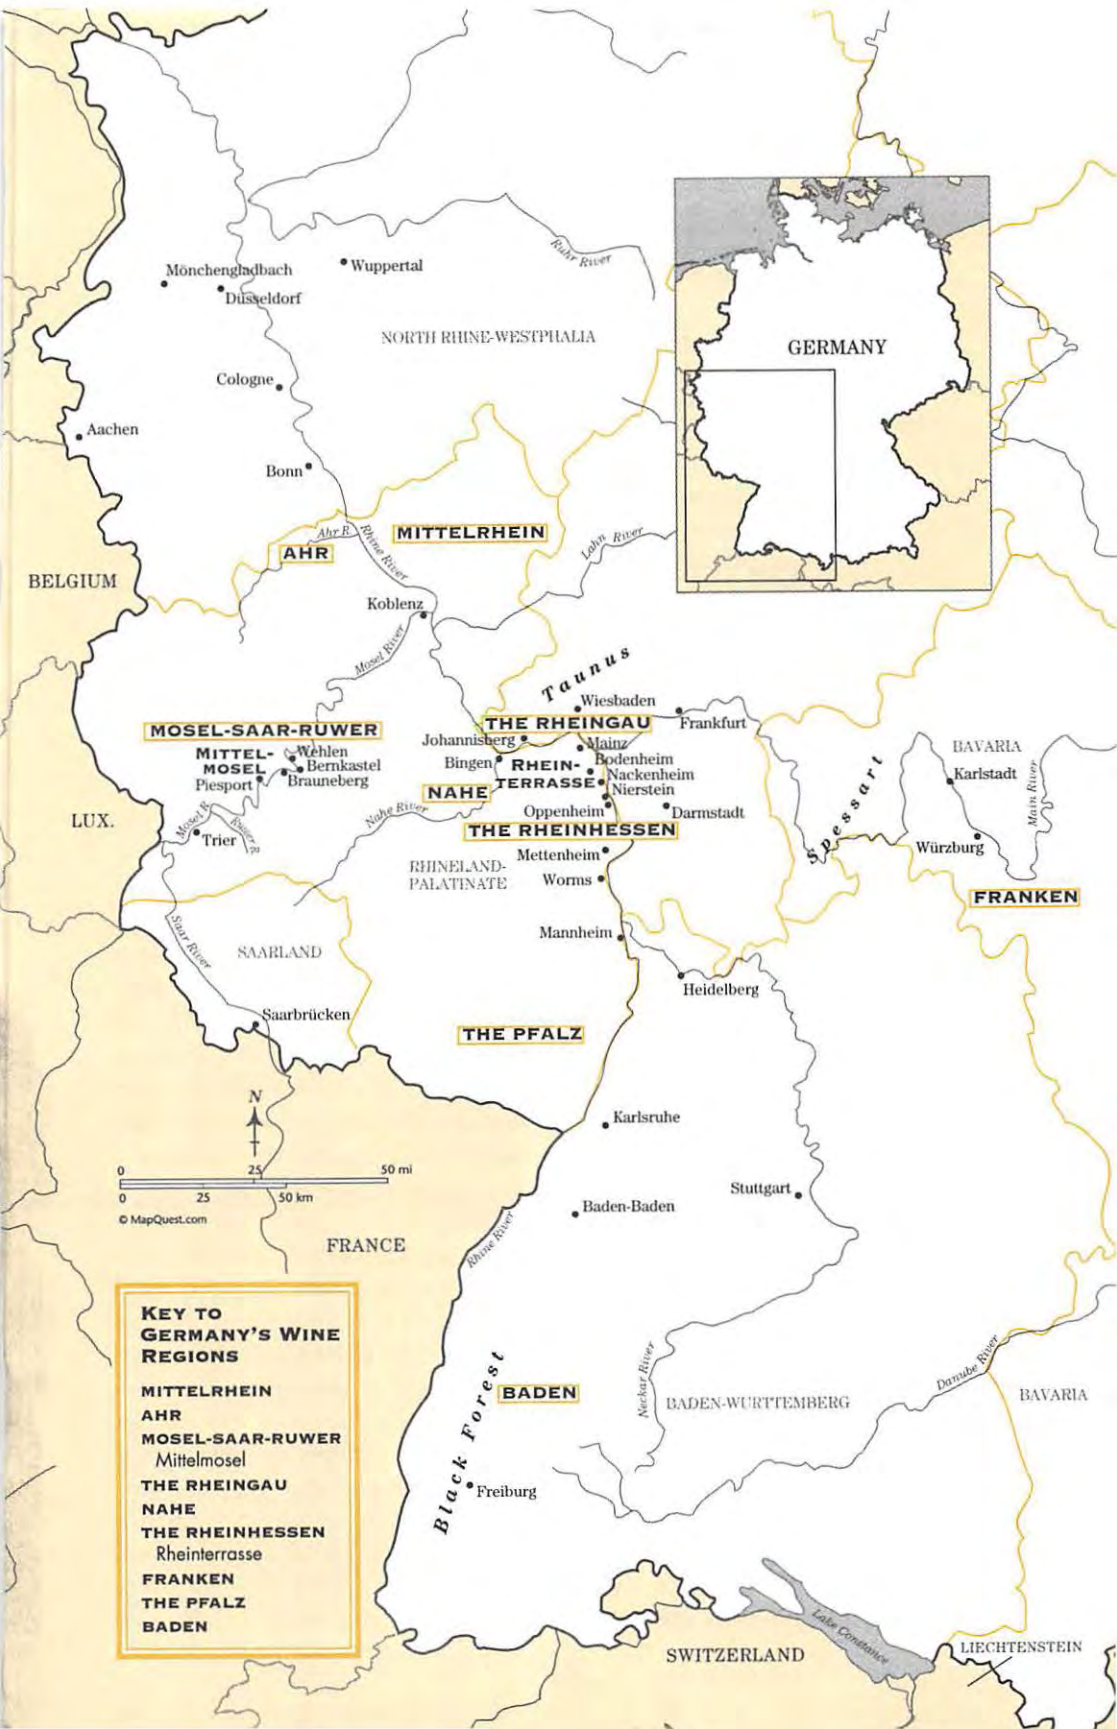 Mönchengladbach
Düsseldorf
Wuppertal
Ruhr River
NORTH RHINE-WESTPHALIA
GERMANY
Cologne
Aachen
Bonn
Ahr R.
AHR
Rhine River
MITTELRHEIN
Lahn River
BELGIUM
Koblenz
Mosel River
Taunus
Wiesbaden
MOSEL-SAAR-RUWER
THE RHEINGAU
Frankfurt
MITTEL-
MOSEL
Wehlen
Bernkastel
Brauneberg
Piesport
Johannisberg
Mainz
Bingen
RHEIN-
TERRASSE
Bodenheim
Nackenheim
Nierstein
NAHE
Nahe River
Oppenheim
Darmstadt
Spessart
BAVARIA
Karlstadt
Main River
LUX.
Mosel R.
Ruwer R.
Trier
THE RHEINHESSEN
Würzburg
RHINELAND-
PALATINATE
Mettenheim
Worms
FRANKEN
Saar River
SAARLAND
Mannheim
Heidelberg
Saarbrücken
THE PFALZ
N
Karlsruhe
0 25 50 mi
0 25 50 km
© MapQuest.com
Stuttgart
Baden-Baden
FRANCE
Rhine River
KEY TO
GERMANY'S WINE
REGIONS
MITTELRHEIN
AHR
MOSEL-SAAR-RUWER
Mittelmosel
THE RHEINGAU
NAHE
THE RHEINHESSEN
Rheinterrasse
FRANKEN
THE PFALZ
BADEN
Black Forest
BADEN
Neckar River
BADEN-WURTTEMBERG
Danube River
BAVARIA
Freiburg
Lake Constance
SWITZERLAND
LIECHTENSTEIN